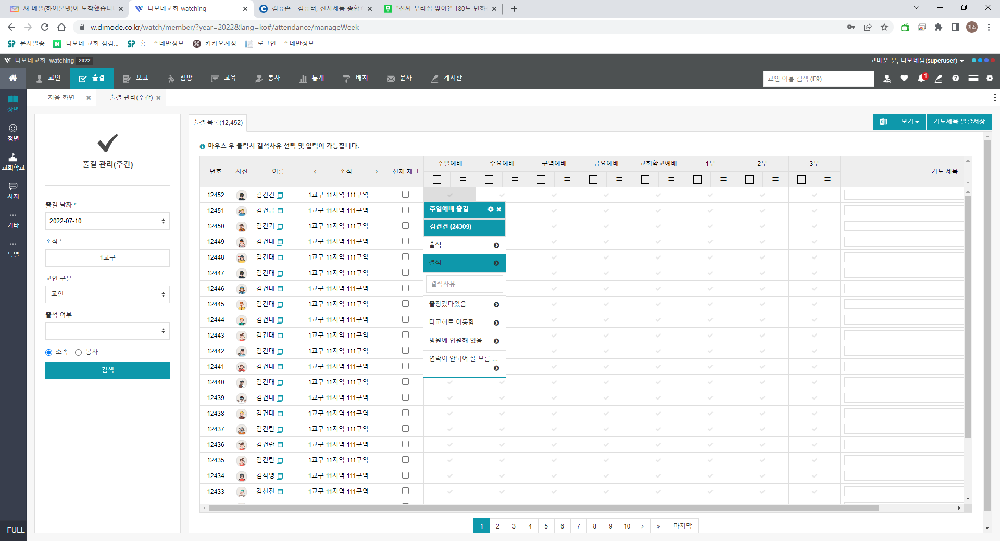 새 메일(하이온넷)이 도착했습니
디모데교회 watching
컴퓨존 - 컴퓨터, 전자제품 종합쇼
"진짜 우리집 맞아?" 180도 변하
w.dimode.co.kr/watch/member/?year=2022&lang=ko#/attendance/manageWeek
미소
SP 문자발송
N 디모데 교회 섬김...
SP 홈 - 스데반정보
카카오계정
로그인 - 스데반정보
디모데교회 watching 2022
고마운 분, 디모데님(superuser)
교인
출결
보고
심방
교육
봉사
통계
배치
문자
게시판
교인 이름 검색 (F9)
1
처음 화면
출결 관리(주간)
장년
청년
교회학교
자치
기타
특별
FULL
출결 관리(주간)
출결 날짜 *
2022-07-10
조직 *
1교구
교인 구분
교인
출석 여부
소속 봉사
검색
출결 목록(12,452)
보기
기도제목 일괄저장
마우스 우 클릭시 결석사유 선택 및 입력이 가능합니다.
번호 사진 이름 < 조직 > 전체 체크 주일예배 수요예배 구역예배 금요예배 교회학교예배 1부 2부 3부 기도 제목
= = = = = = = =
12452 김건건 1교구 11지역 111구역
12451 김건금 1교구 11지역 111구역
12450 김건기 1교구 11지역 111구역
12449 김건대 1교구 11지역 111구역
12448 김건대 1교구 11지역 111구역
12447 김건대 1교구 11지역 111구역
12446 김건대 1교구 11지역 111구역
12445 김건대 1교구 11지역 111구역
12444 김건대 1교구 11지역 111구역
12443 김건대 1교구 11지역 111구역
12442 김건대 1교구 11지역 111구역
12441 김건대 1교구 11지역 111구역
12440 김건대 1교구 11지역 111구역
12439 김건대 1교구 11지역 111구역
12438 김건대 1교구 11지역 111구역
12437 김건란 1교구 11지역 111구역
12436 김건란 1교구 11지역 111구역
12435 김건란 1교구 11지역 111구역
12434 김석영 1교구 11지역 111구역
12433 김선진 1교구 11지역 111구역
주일예배 출결
김건건 (24309)
출석
결석
결석사유
출장갔다왔음
타교회로 이동함
병원에 입원해 있음
연락이 안되어 잘 모름 ...
1 2 3 4 5 6 7 8 9 10 › » 마지막